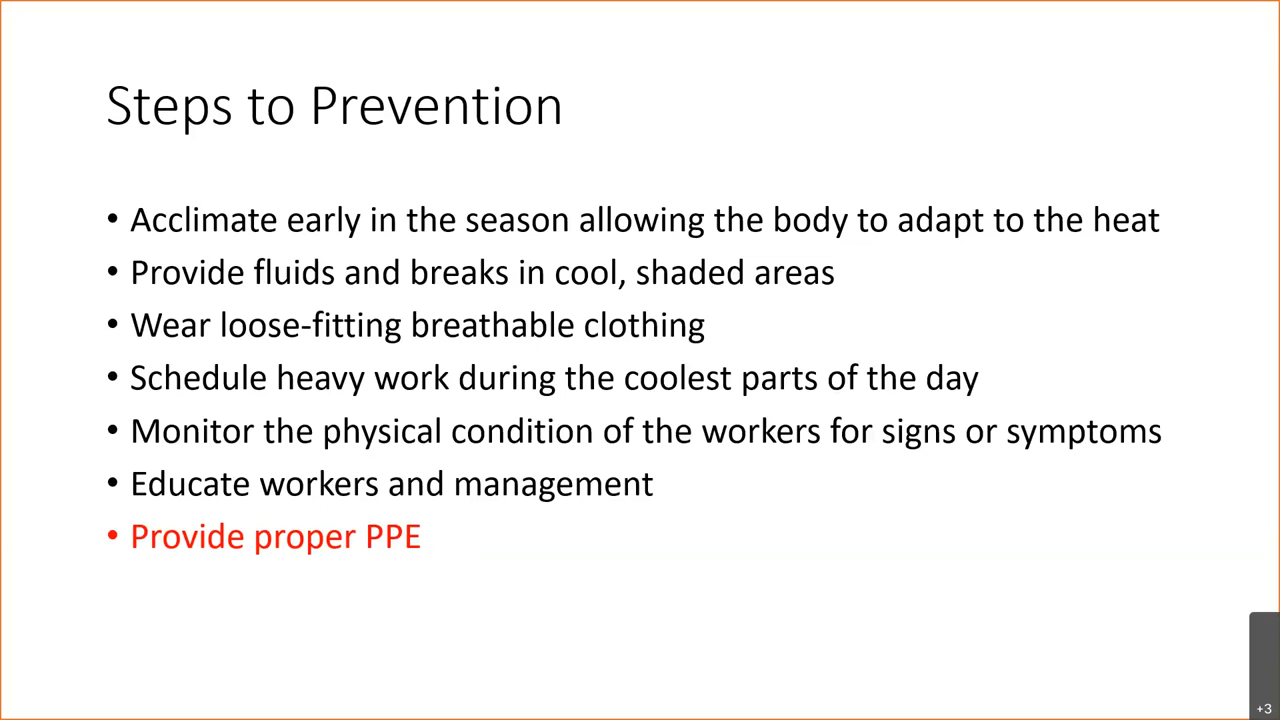 Steps to Prevention
• Acclimate early in the season allowing the body to adapt to the heat
• Provide fluids and breaks in cool, shaded areas
• Wear loose-fitting breathable clothing
• Schedule heavy work during the coolest parts of the day
• Monitor the physical condition of the workers for signs or symptoms
• Educate workers and management
• Provide proper PPE
+3